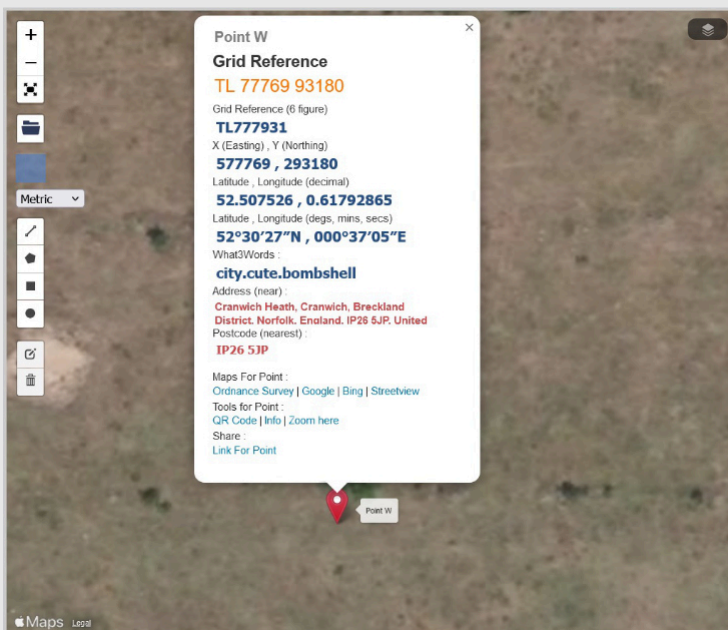 Point W
×
Grid Reference
TL 77769 93180
Grid Reference (6 figure)
TL777931
X (Easting) , Y (Northing)
577769 , 293180
Latitude , Longitude (decimal)
52.507526 , 0.61792865
Latitude , Longitude (degs, mins, secs)
52°30′27″N , 000°37′05″E
What3Words :
city.cute.bombshell
Address (near) :
Cranwich Heath, Cranwich, Breckland
District, Norfolk, England, IP26 5JP, United
Postcode (nearest) :
IP26 5JP
Maps For Point :
Ordnance Survey | Google | Bing | Streetview
Tools for Point :
QR Code | Info | Zoom here
Share :
Link For Point
+
−
Metric
Point W
Maps Legal